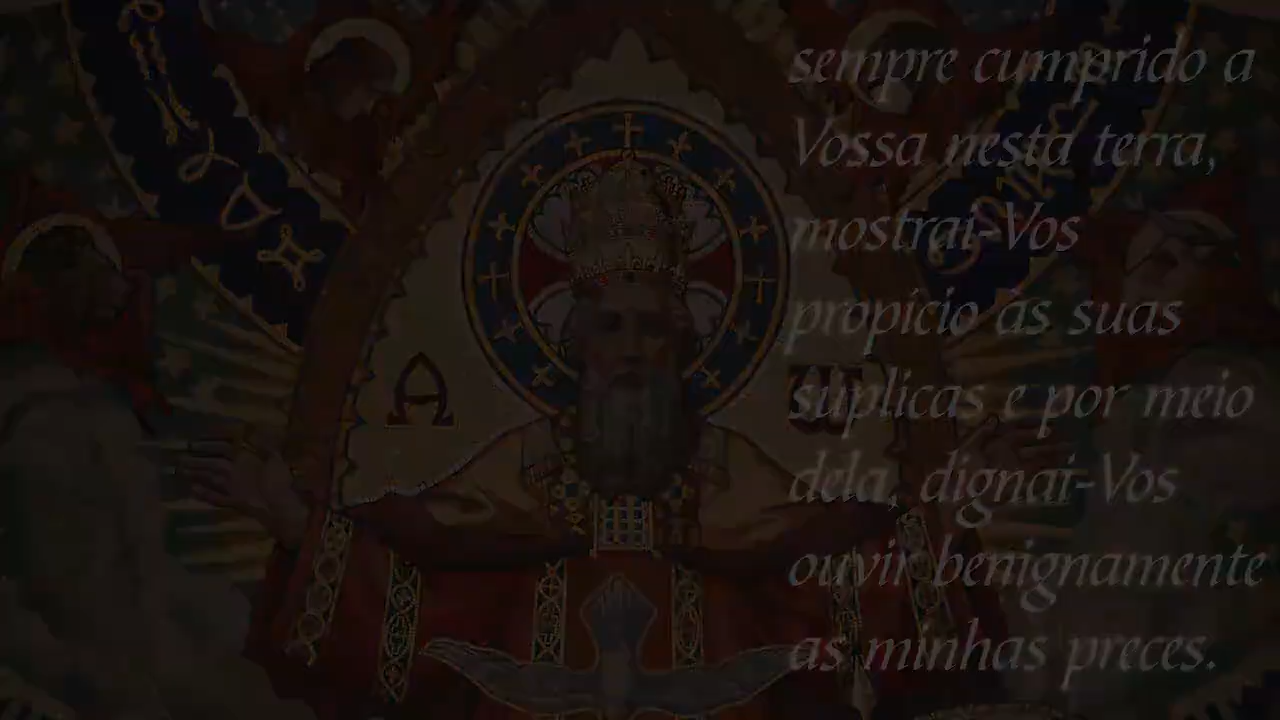 sempre cumprido a
Vossa nesta terra,
mostrai-Vos
propício às suas
suplicas e por meio
dela, dignai-Vos
ouvir benignamente
as minhas preces.
Α